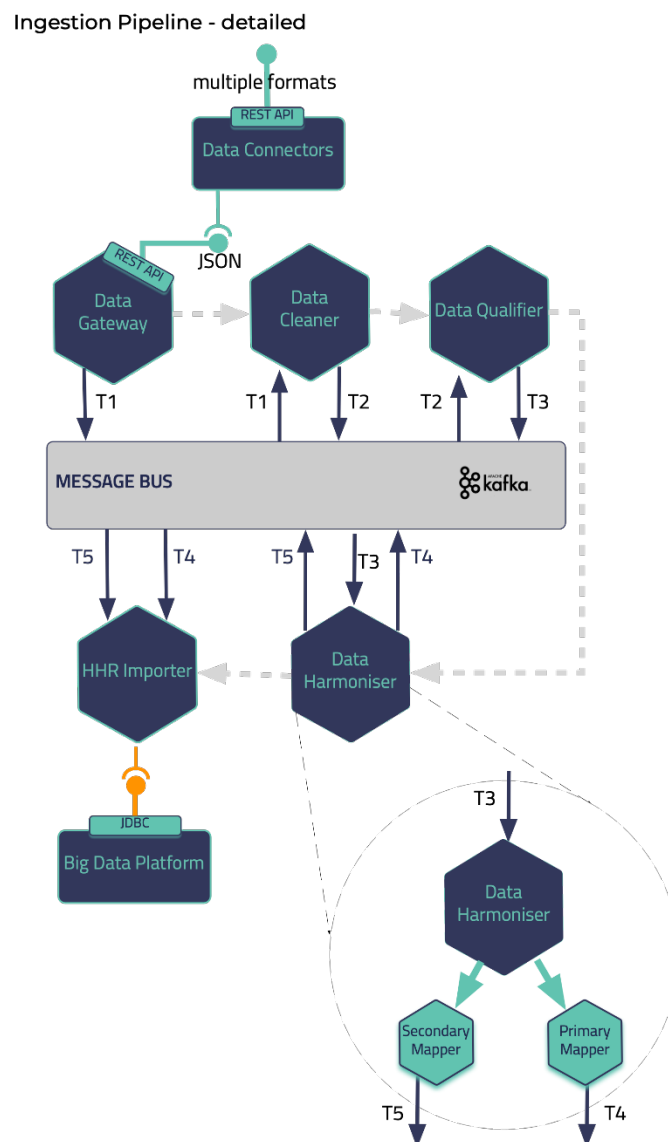 Ingestion Pipeline - detailed
multiple formats
REST API
Data Connectors
REST API
JSON
Data
Gateway
Data
Cleaner
Data Qualifier
T1
T1
T2
T2
T3
MESSAGE BUS
APACHE
kafka
T5
T4
T5
T3
T4
HHR Importer
Data
Harmoniser
JDBC
Big Data Platform
T3
Data
Harmoniser
Secondary
Mapper
Primary
Mapper
T5
T4